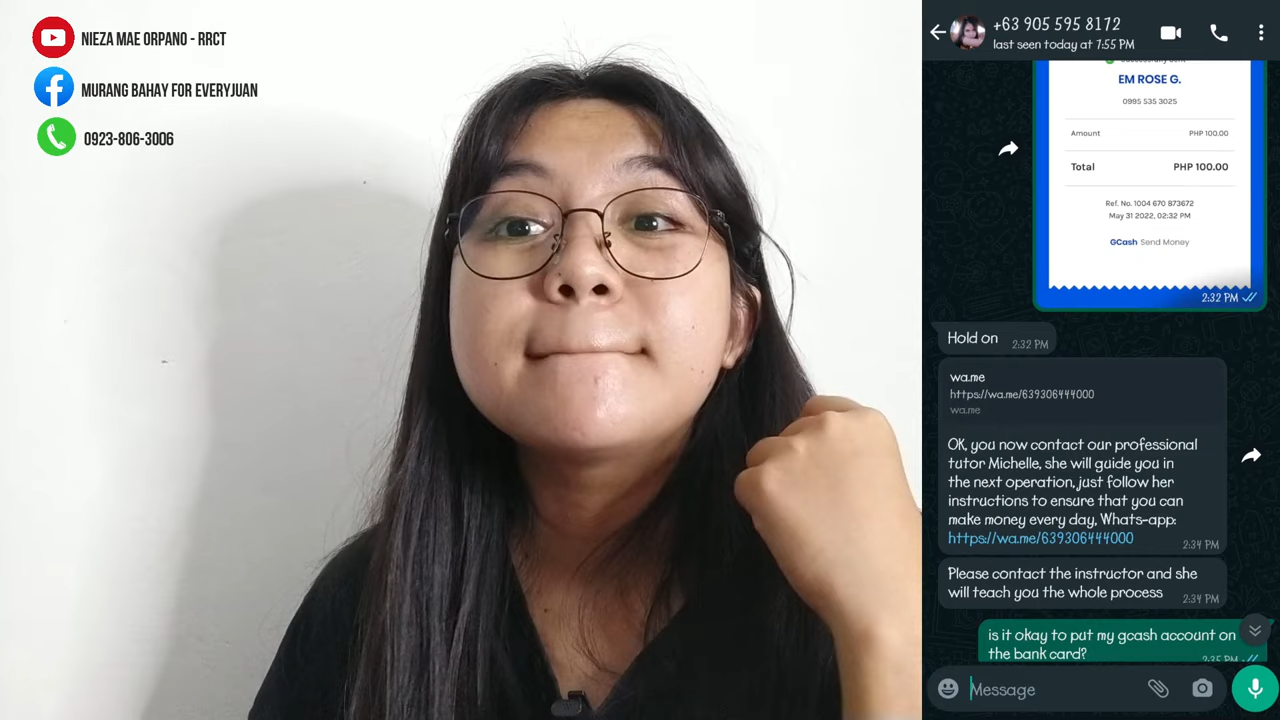 NIEZA MAE ORPANO - RRCT
MURANG BAHAY FOR EVERYJUAN
0923-806-3006
+63 905 595 8172
last seen today at 7:55 PM
EM ROSE G.
0995 535 3025
Amount PHP 100.00
Total PHP 100.00
Ref. No. 1004 670 873672
May 31 2022, 02:32 PM
GCash Send Money
2:32 PM
Hold on 2:32 PM
wa.me
https://wa.me/639306444000
wa.me
OK, you now contact our professional
tutor Michelle, she will guide you in
the next operation, just follow her
instructions to ensure that you can
make money every day, Whats-app:
https://wa.me/639306444000
2:34 PM
Please contact the instructor and she
will teach you the whole process
2:34 PM
is it okay to put my gcash account on
the bank card?
2:35 PM
Message